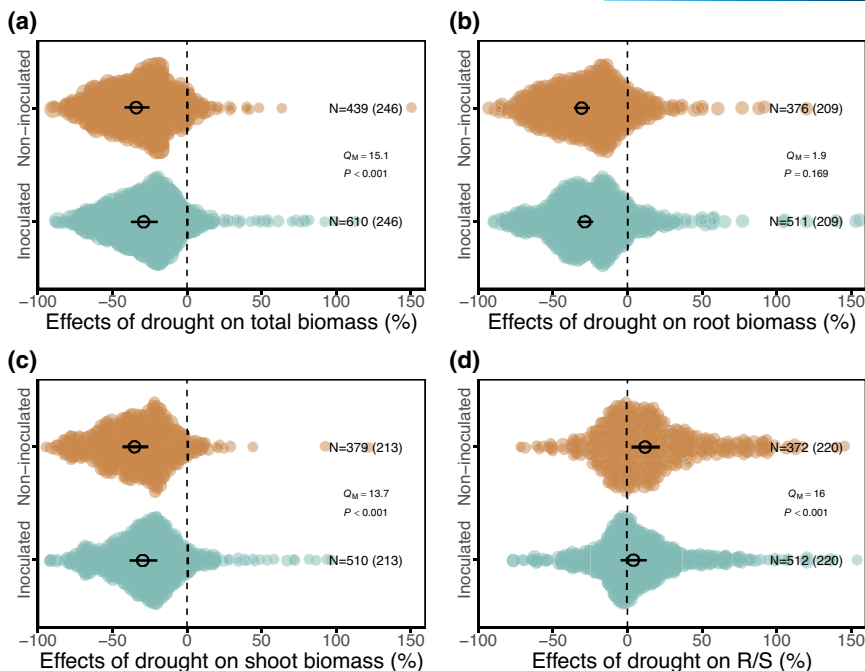 (a)
Non-inoculated
Inoculated
N=439 (246)
Q_M = 15.1
P < 0.001
N=610 (246)
−100 −50 0 50 100 150
Effects of drought on total biomass (%)
(b)
Non-inoculated
Inoculated
N=376 (209)
Q_M = 1.9
P = 0.169
N=511 (209)
−100 −50 0 50 100 150
Effects of drought on root biomass (%)
(c)
Non-inoculated
Inoculated
N=379 (213)
Q_M = 13.7
P < 0.001
N=510 (213)
−100 −50 0 50 100 150
Effects of drought on shoot biomass (%)
(d)
Non-inoculated
Inoculated
N=372 (220)
Q_M = 16
P < 0.001
N=512 (220)
−100 −50 0 50 100 150
Effects of drought on R/S (%)